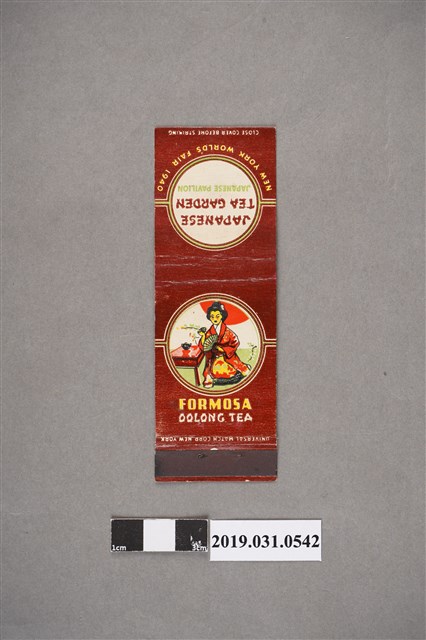 CLOSE COVER BEFORE STRIKING
NEW YORK WORLD'S FAIR 1940
JAPANESE
TEA GARDEN
JAPANESE PAVILION
FORMOSA
OOLONG TEA
UNIVERSAL MATCH CORP NEW YORK
1cm
3cm
2019.031.0542